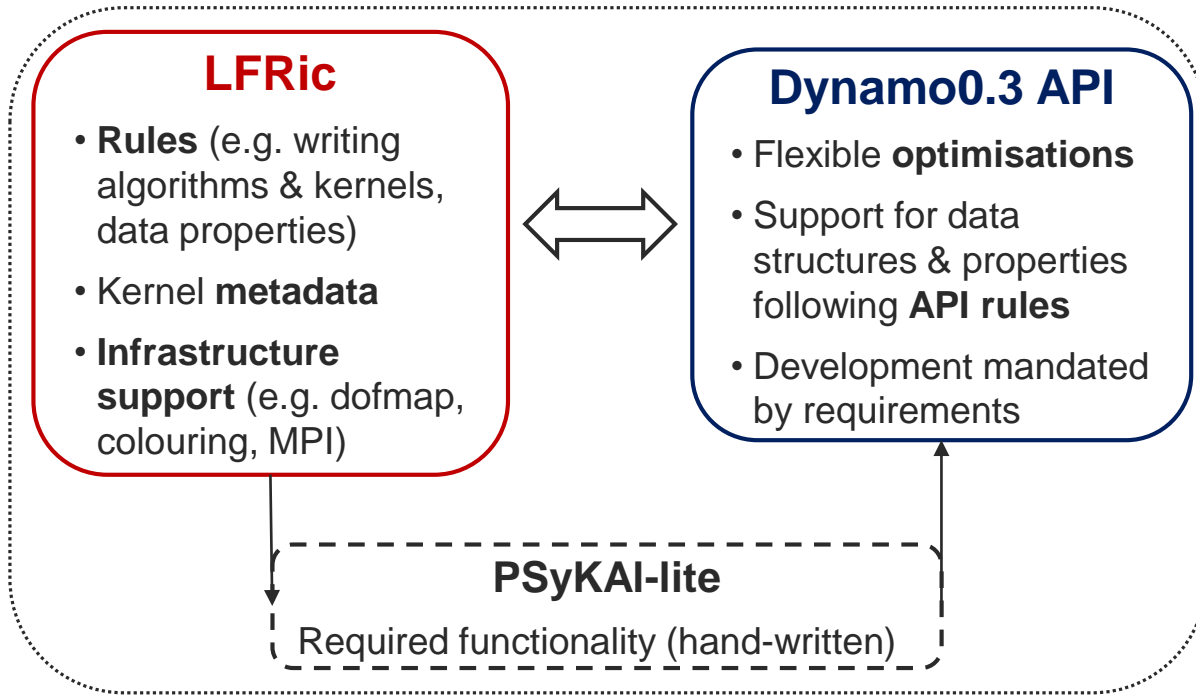 LFRic
• Rules (e.g. writing
algorithms & kernels,
data properties)
• Kernel metadata
• Infrastructure
support (e.g. dofmap,
colouring, MPI)
Dynamo0.3 API
• Flexible optimisations
• Support for data
structures & properties
following API rules
• Development mandated
by requirements
PSyKAl-lite
Required functionality (hand-written)